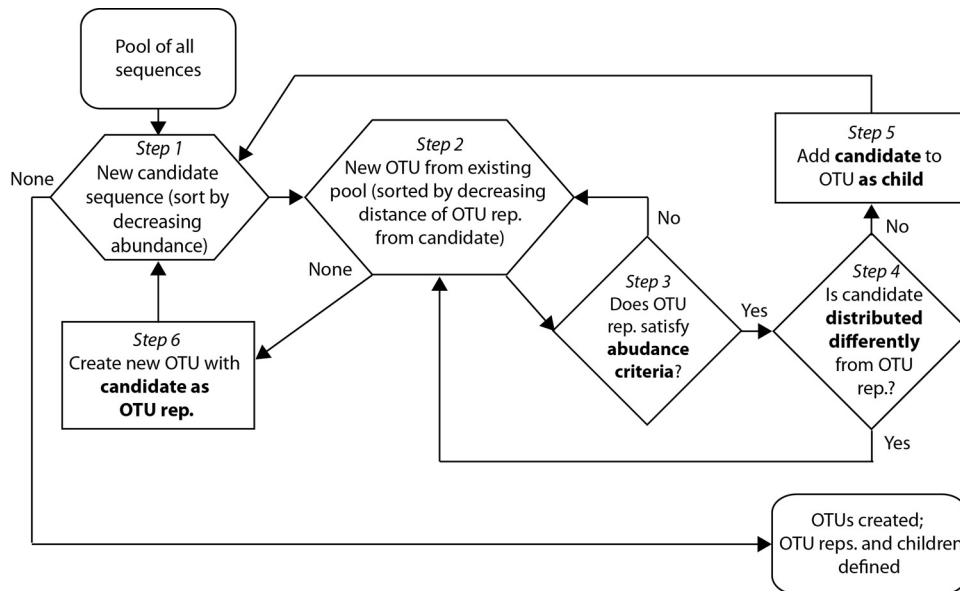 Pool of all
sequences
Step 1
New candidate
sequence (sort by
decreasing
abundance)
None
Step 2
New OTU from existing
pool (sorted by decreasing
distance of OTU rep.
from candidate)
None
No
Step 3
Does OTU
rep. satisfy
abudance
criteria?
Yes
Step 4
Is candidate
distributed
differently
from OTU
rep.?
No
Yes
Step 5
Add candidate to
OTU as child
Step 6
Create new OTU with
candidate as
OTU rep.
OTUs created;
OTU reps. and children
defined